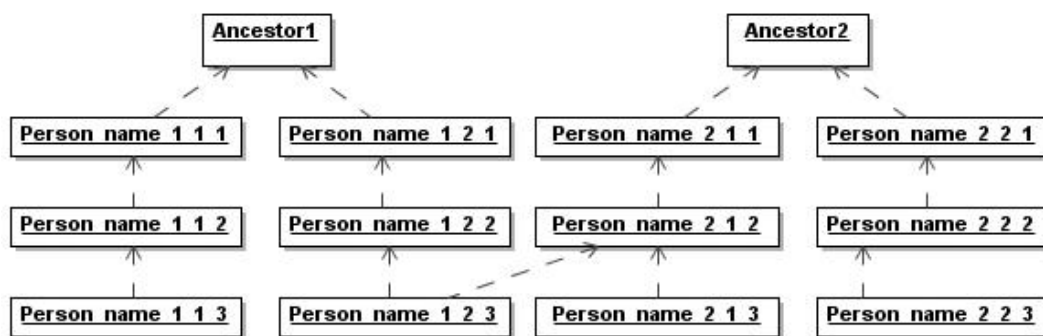 Ancestor1 Ancestor2
Person name 1 1 1 Person name 1 2 1 Person name 2 1 1 Person name 2 2 1
Person name 1 1 2 Person name 1 2 2 Person name 2 1 2 Person name 2 2 2
Person name 1 1 3 Person name 1 2 3 Person name 2 1 3 Person name 2 2 3